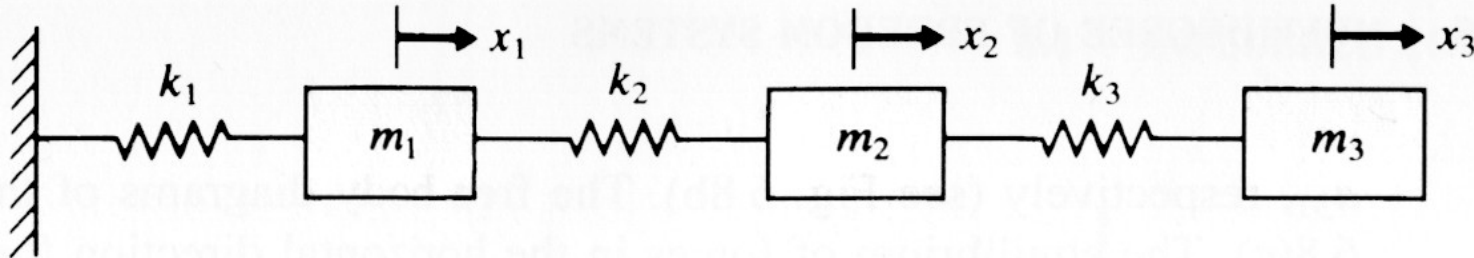 x₁ x₂ x₃
k₁ k₂ k₃
m₁ m₂ m₃